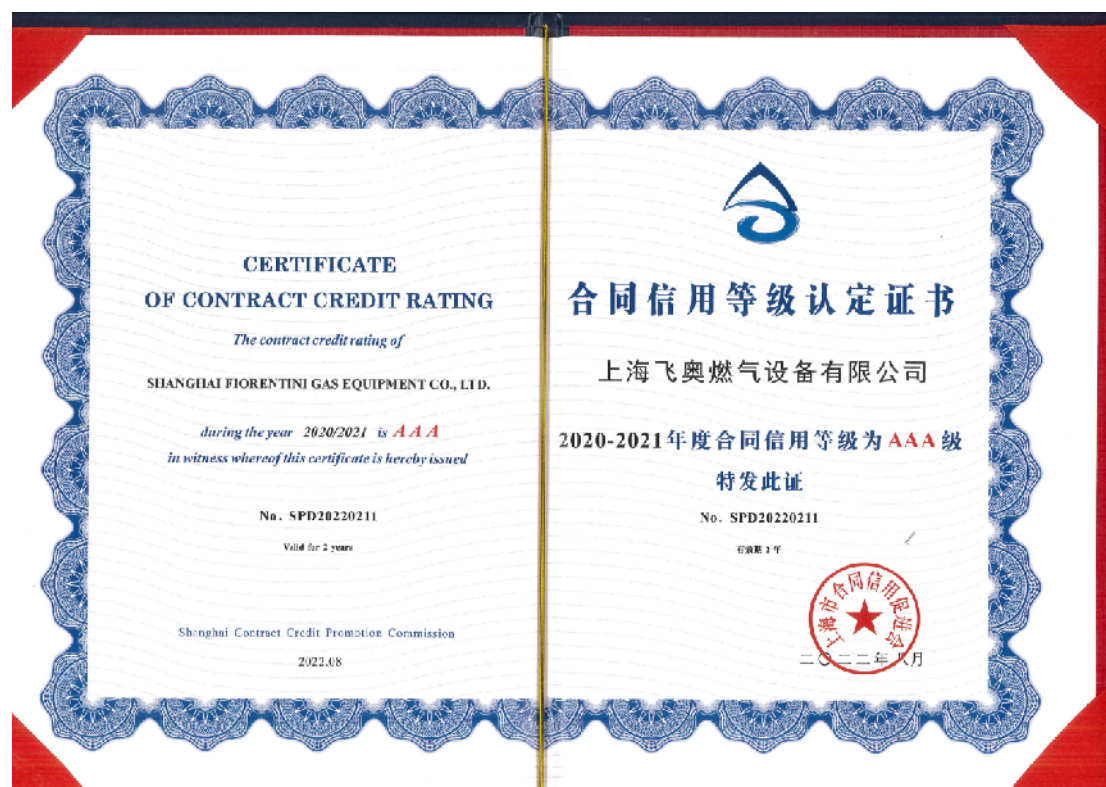 CERTIFICATE
OF CONTRACT CREDIT RATING
The contract credit rating of
SHANGHAI FIORENTINI GAS EQUIPMENT CO., LTD.
during the year 2020/2021 is AAA
in witness whereof this certificate is hereby issued
No. SPD20220211
Valid for 2 years
Shanghai Contract Credit Promotion Commission
2022.08
合同信用等级认定证书
上海飞奥燃气设备有限公司
2020-2021年度合同信用等级为AAA级
特发此证
No. SPD20220211
有效期2年
上海市合同信用促进会
二〇二二年八月